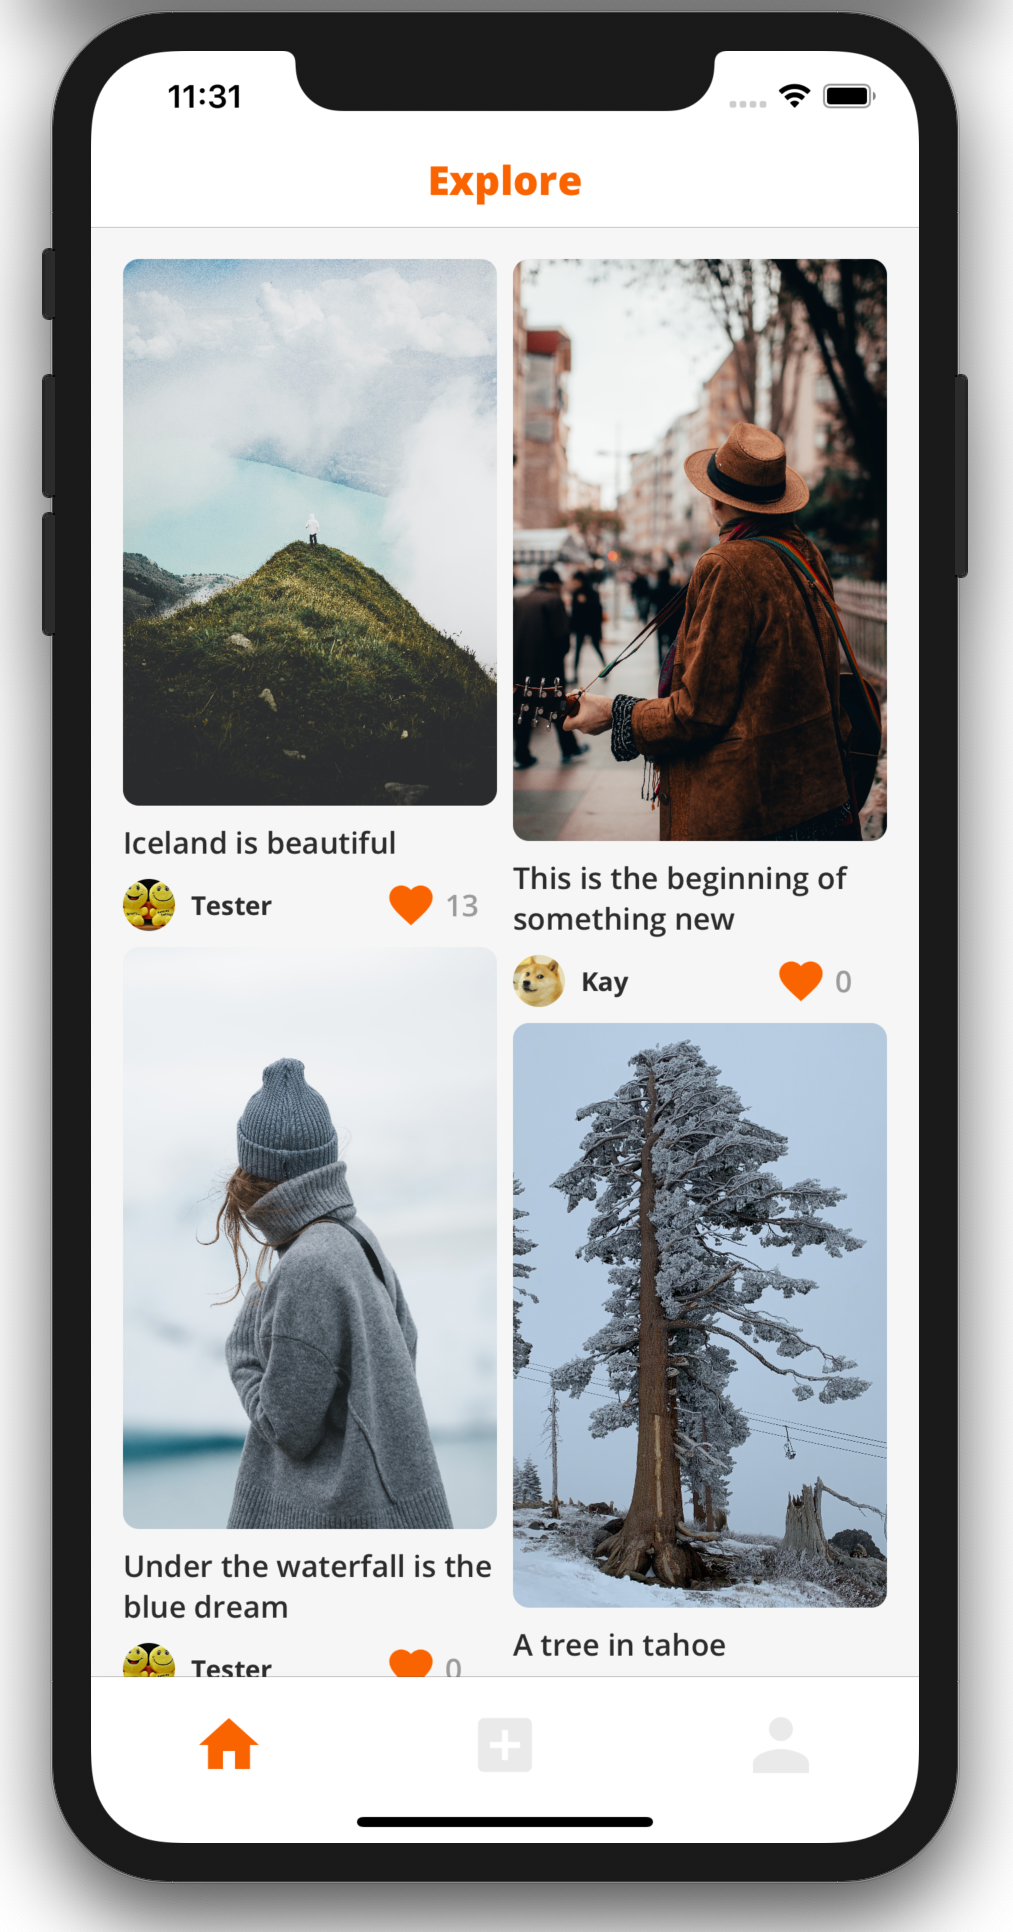 11:31
Explore
Iceland is beautiful
Tester 13
This is the beginning of
something new
Kay 0
Under the waterfall is the
blue dream
Tester 0
A tree in tahoe